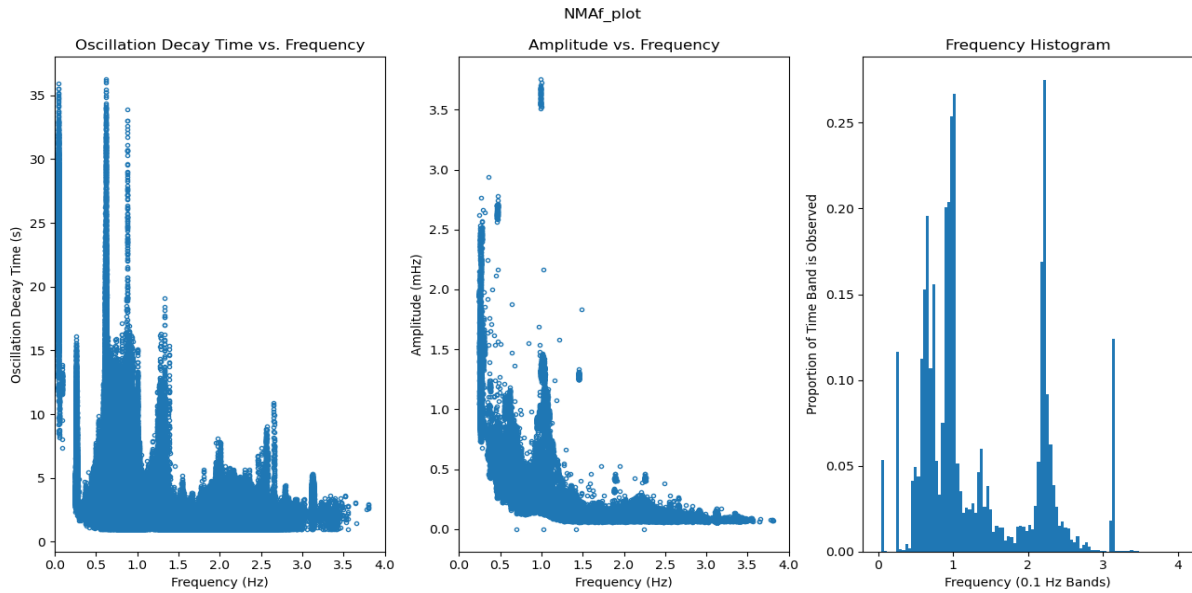 NMAf_plot
Oscillation Decay Time vs. Frequency
Oscillation Decay Time (s)
35
30
25
20
15
10
5
0
0.0 0.5 1.0 1.5 2.0 2.5 3.0 3.5 4.0
Frequency (Hz)
Amplitude vs. Frequency
Amplitude (mHz)
3.5
3.0
2.5
2.0
1.5
1.0
0.5
0.0
0.0 0.5 1.0 1.5 2.0 2.5 3.0 3.5 4.0
Frequency (Hz)
Frequency Histogram
Proportion of Time Band is Observed
0.25
0.20
0.15
0.10
0.05
0.00
0 1 2 3 4
Frequency (0.1 Hz Bands)